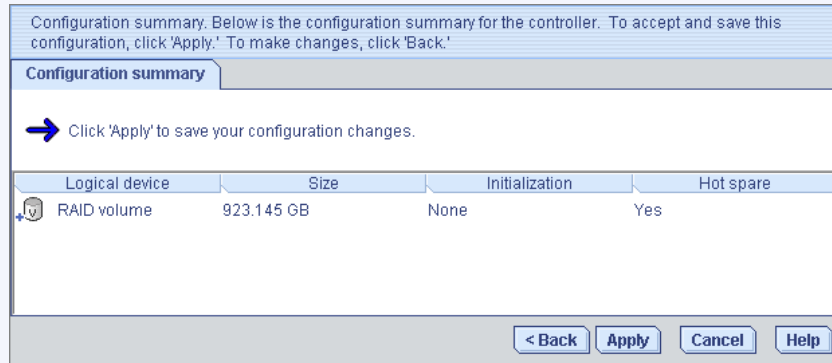 Configuration summary. Below is the configuration summary for the controller. To accept and save this
configuration, click 'Apply.' To make changes, click 'Back.'
Configuration summary
Click 'Apply' to save your configuration changes.
Logical device Size Initialization Hot spare
v RAID volume 923.145 GB None Yes
< Back Apply Cancel Help